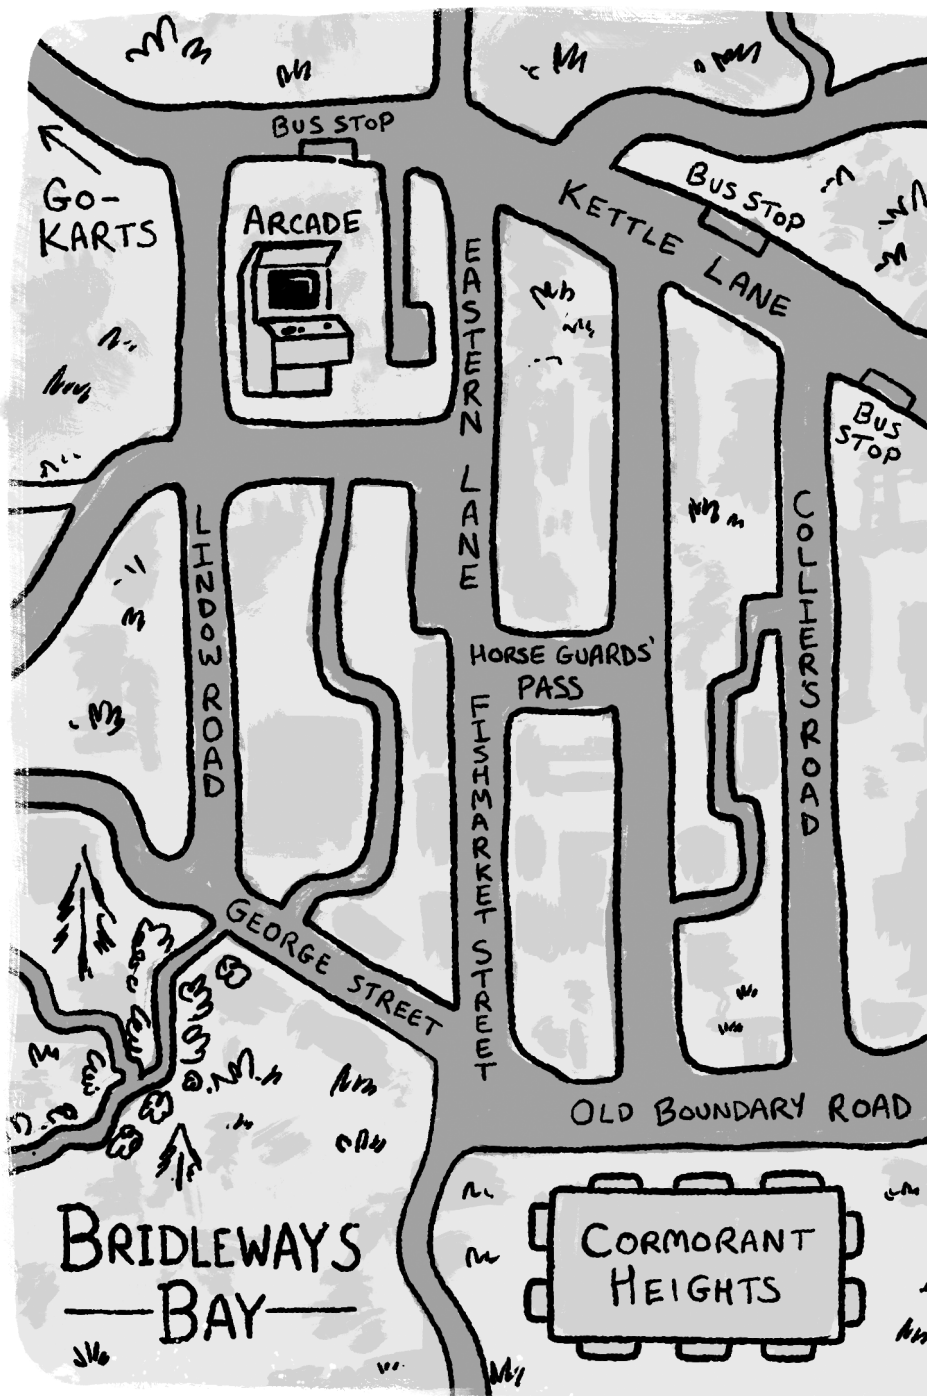 BUS STOP
GO-
KARTS
ARCADE
KETTLE LANE
BUS STOP
BUS
STOP
EASTERN LANE
LINDOW ROAD
COLLIERS ROAD
HORSE GUARDS'
PASS
FISHMARKET STREET
GEORGE STREET
OLD BOUNDARY ROAD
BRIDLEWAYS
BAY
CORMORANT
HEIGHTS